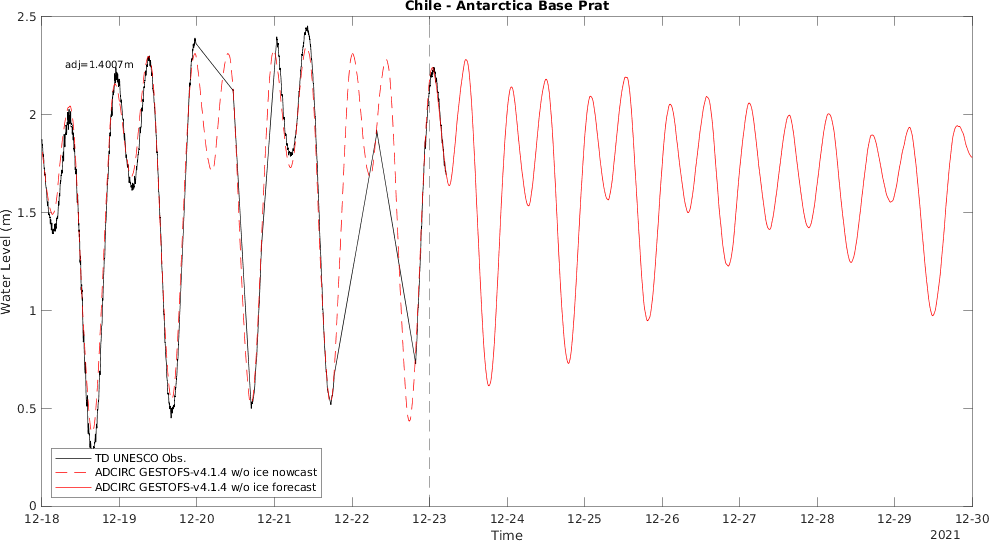 Chile - Antarctica Base Prat
adj=1.4007m
Water Level (m)
2.5
2
1.5
1
0.5
0
TD UNESCO Obs.
ADCIRC GESTOFS-v4.1.4 w/o ice nowcast
ADCIRC GESTOFS-v4.1.4 w/o ice forecast
12-18 12-19 12-20 12-21 12-22 12-23 12-24 12-25 12-26 12-27 12-28 12-29 12-30
Time
2021